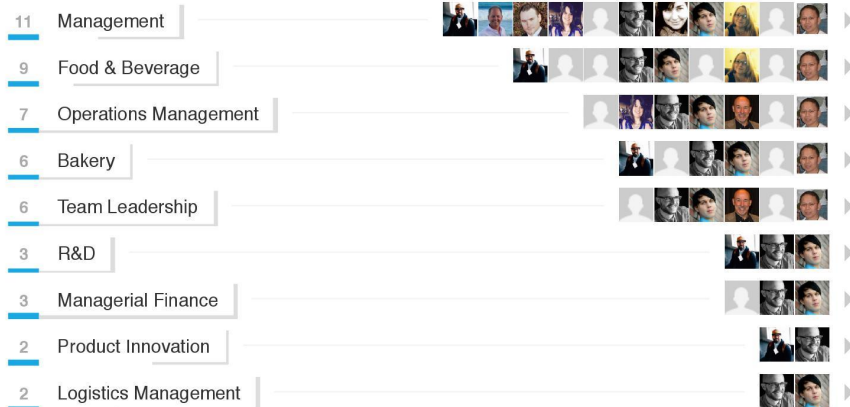 11 Management
9 Food & Beverage
7 Operations Management
6 Bakery
6 Team Leadership
3 R&D
3 Managerial Finance
2 Product Innovation
2 Logistics Management